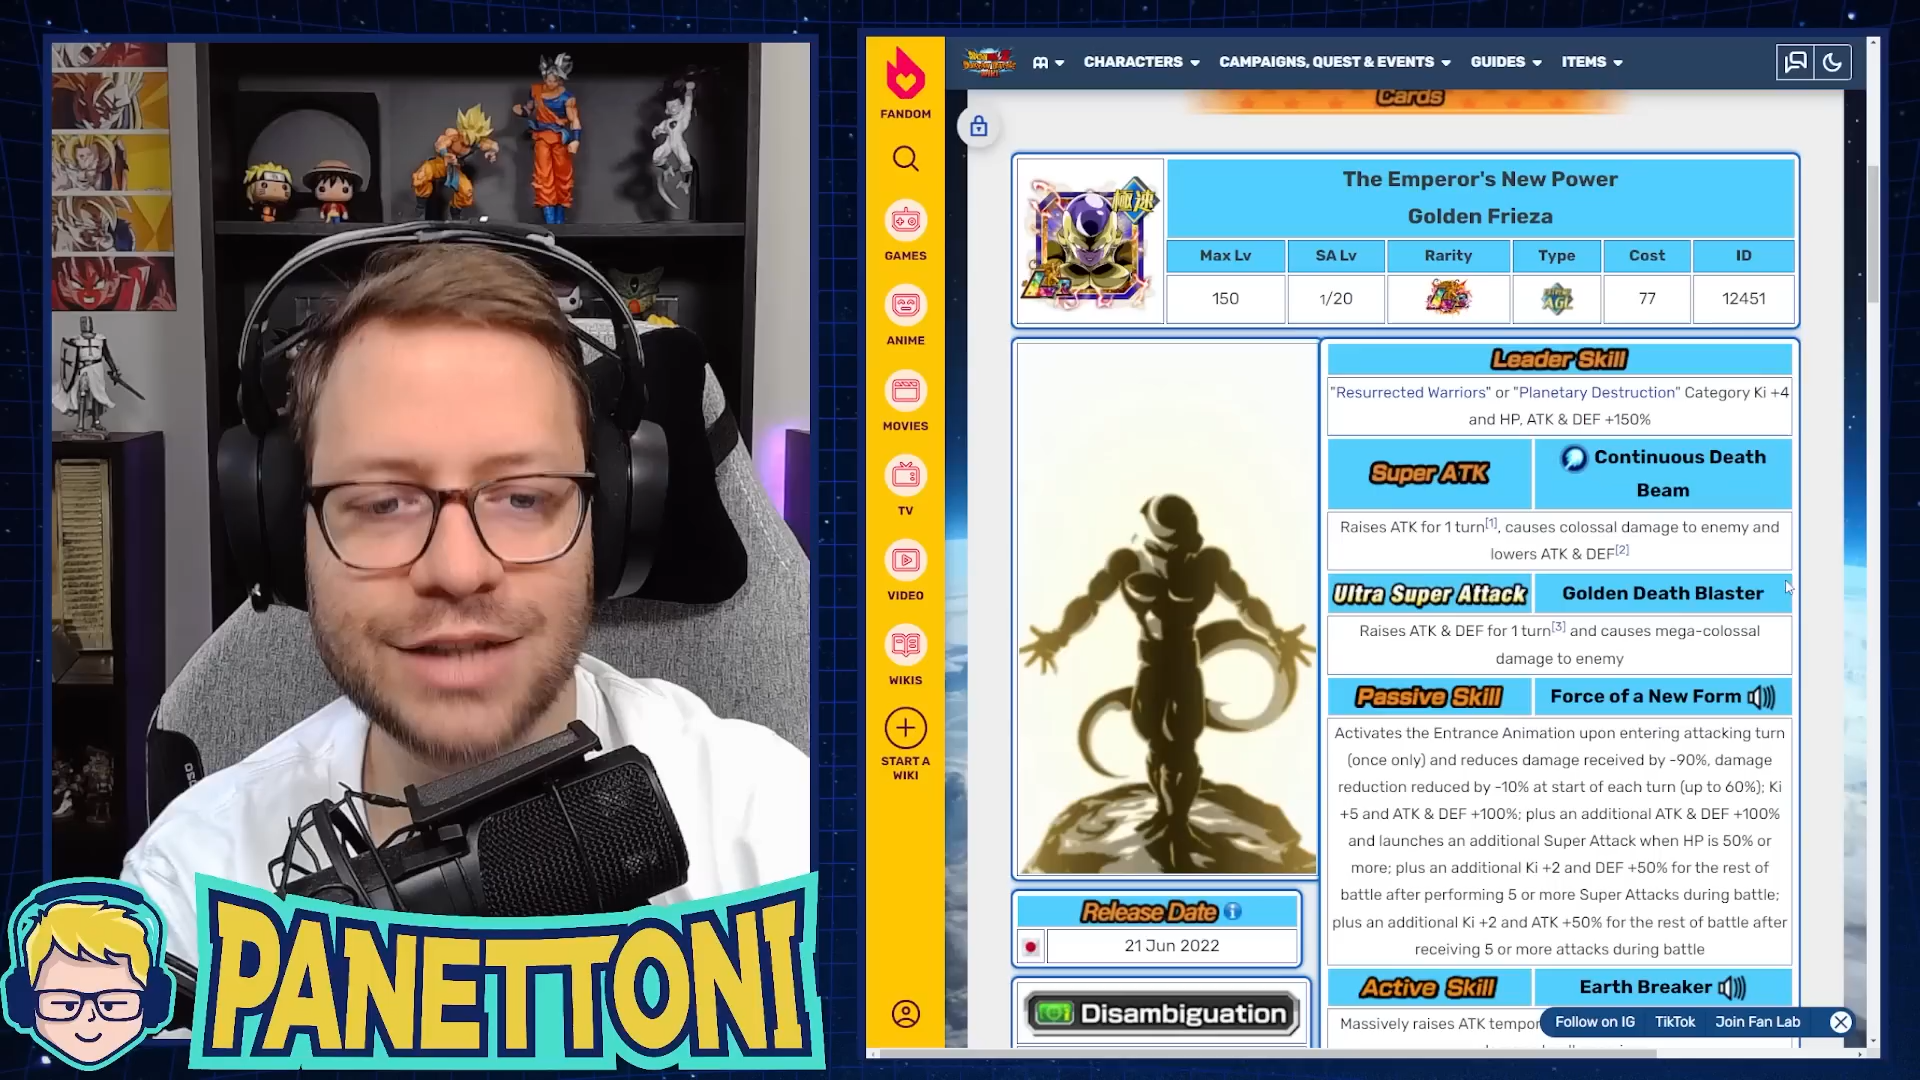 FANDOM
GAMES
ANIME
MOVIES
TV
VIDEO
WIKIS
START A
WIKI
CHARACTERS
CAMPAIGNS, QUEST & EVENTS
GUIDES
ITEMS
Cards
極速
The Emperor's New Power
Golden Frieza
Max Lv
SA Lv
Rarity
Type
Cost
ID
150
1/20
LR
EXTREME
AGL
77
12451
Leader Skill
"Resurrected Warriors" or "Planetary Destruction" Category Ki +4
and HP, ATK & DEF +150%
Super ATK
Continuous Death
Beam
Raises ATK for 1 turn[1], causes colossal damage to enemy and
lowers ATK & DEF[2]
Ultra Super Attack
Golden Death Blaster
Raises ATK & DEF for 1 turn[3] and causes mega-colossal
damage to enemy
Passive Skill
Force of a New Form
Activates the Entrance Animation upon entering attacking turn
(once only) and reduces damage received by -90%, damage
reduction reduced by -10% at start of each turn (up to 60%); Ki
+5 and ATK & DEF +100%; plus an additional ATK & DEF +100%
and launches an additional Super Attack when HP is 50% or
more; plus an additional Ki +2 and DEF +50% for the rest of
battle after performing 5 or more Super Attacks during battle;
plus an additional Ki +2 and ATK +50% for the rest of battle after
receiving 5 or more attacks during battle
Active Skill
Earth Breaker
Massively raises ATK tempor
Release Date
21 Jun 2022
Disambiguation
Follow on IG
TikTok
Join Fan Lab
PANETTONI